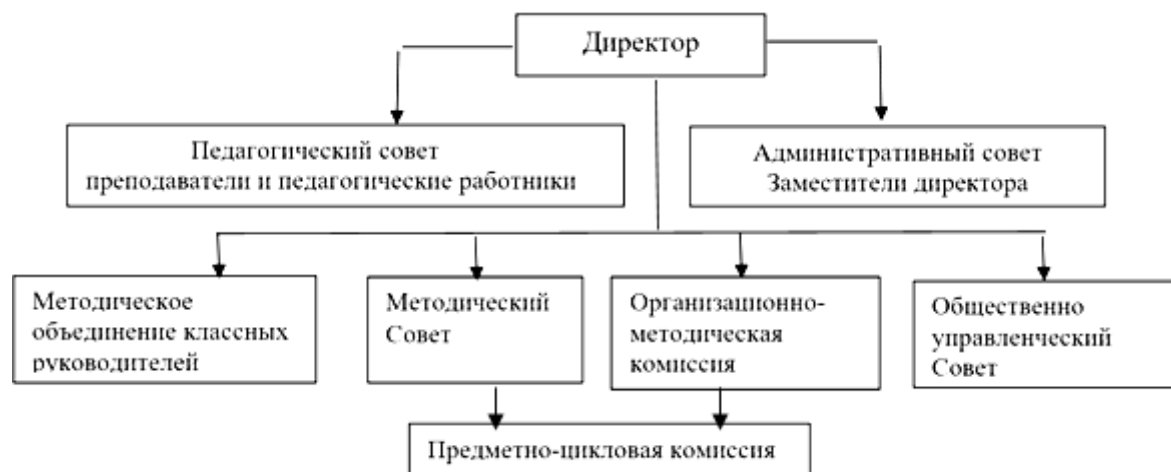 Директор
Педагогический совет
преподаватели и педагогические работники
Административный совет
Заместители директора
Методическое
объединение классных
руководителей
Методический
Совет
Организационно-
методическая
комиссия
Общественно
управленческий
Совет
Предметно-цикловая комиссия